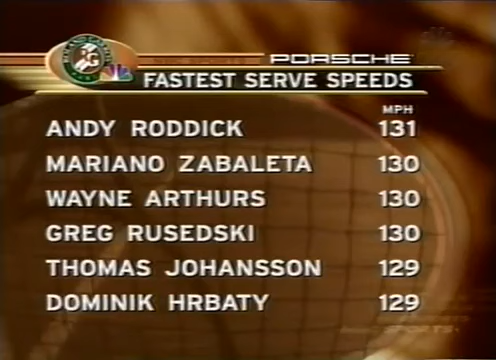 PORSCHE
FASTEST SERVE SPEEDS
MPH
ANDY RODDICK 131
MARIANO ZABALETA 130
WAYNE ARTHURS 130
GREG RUSEDSKI 130
THOMAS JOHANSSON 129
DOMINIK HRBATY 129